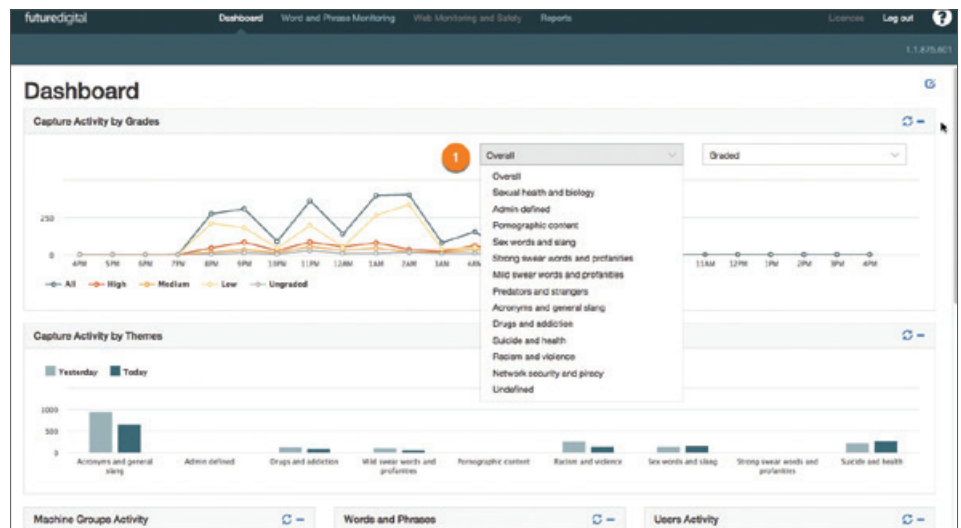 futuredigital Dashboard Word and Phrase Monitoring Web Monitoring and Safety Reports Licences Log out ?
1.1.875.601
Dashboard
Capture Activity by Grades
1 Overall Graded
Overall
Sexual health and biology
Admin defined
Pornographic content
Sex words and slang
Strong swear words and profanities
Mild swear words and profanities
Predators and strangers
Acronyms and general slang
Drugs and addiction
Suicide and health
Racism and violence
Network security and piracy
Undefined
250
0
4PM 5PM 6PM 7PM 8PM 9PM 10PM 11PM 12AM 1AM 2AM 3AM 4AM 11AM 12PM 1PM 2PM 3PM 4PM
All High Medium Low Ungraded
Capture Activity by Themes
Yesterday Today
1000
500
0
Acronyms and general slang Admin defined Drugs and addiction Mild swear words and profanities Pornographic content Racism and violence Sex words and slang Strong swear words and profanities Suicide and health
Machine Groups Activity Words and Phrases Users Activity